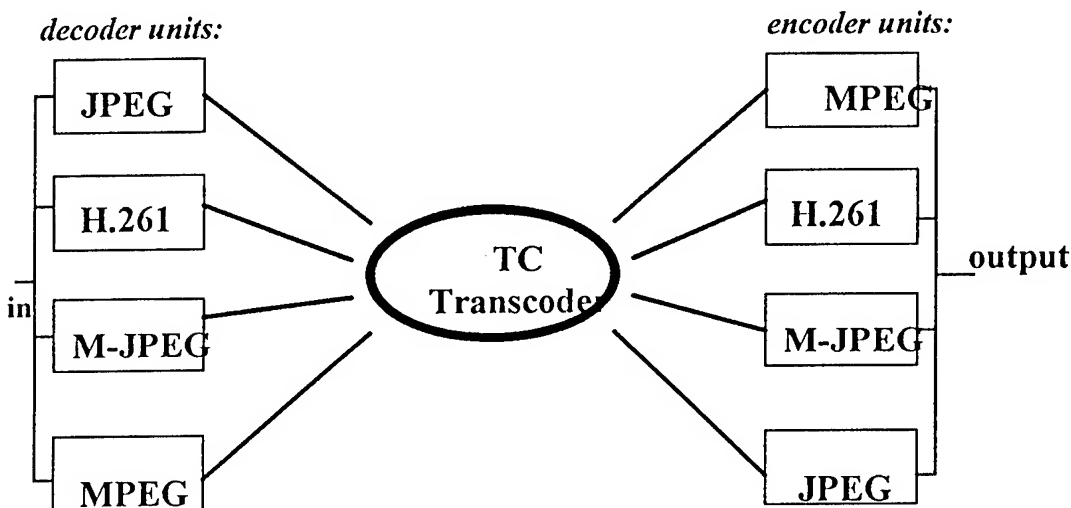 decoder units:
encoder units:
JPEG
MPEG
H.261
H.261
TC
Transcoder
output
in
M-JPEG
M-JPEG
MPEG
JPEG